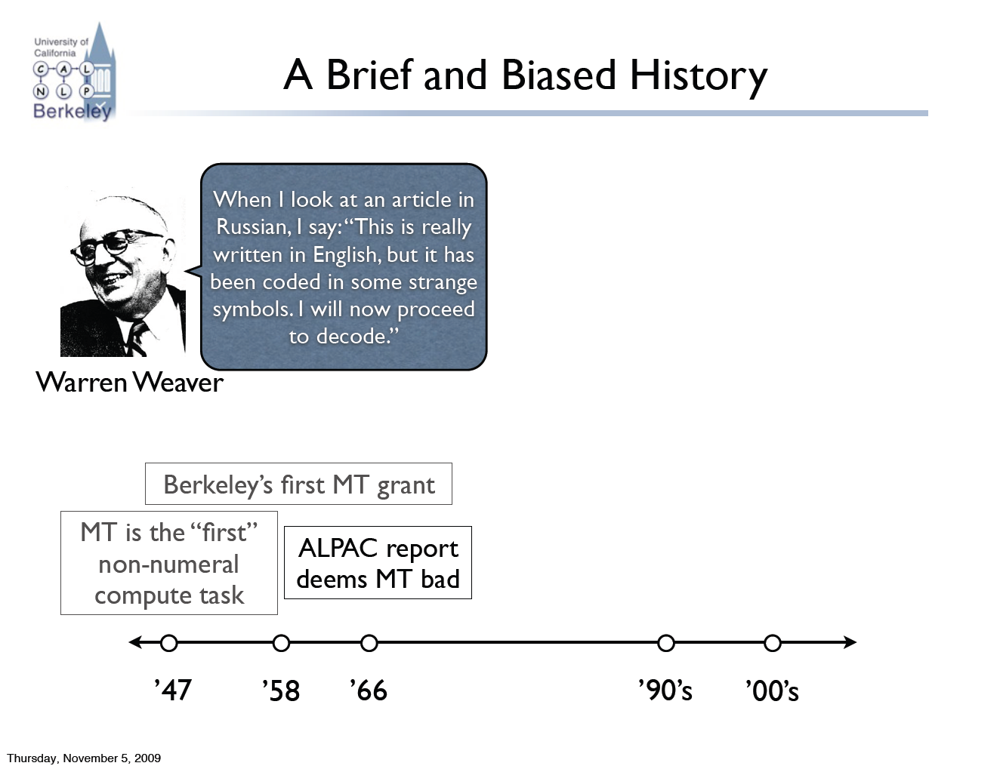 University of
California
C A L
N L P
Berkeley
A Brief and Biased History
When I look at an article in
Russian, I say: “This is really
written in English, but it has
been coded in some strange
symbols. I will now proceed
to decode.”
Warren Weaver
Berkeley’s first MT grant
MT is the “first”
non-numeral
compute task
ALPAC report
deems MT bad
’47 ’58 ’66 ’90’s ’00’s
Thursday, November 5, 2009